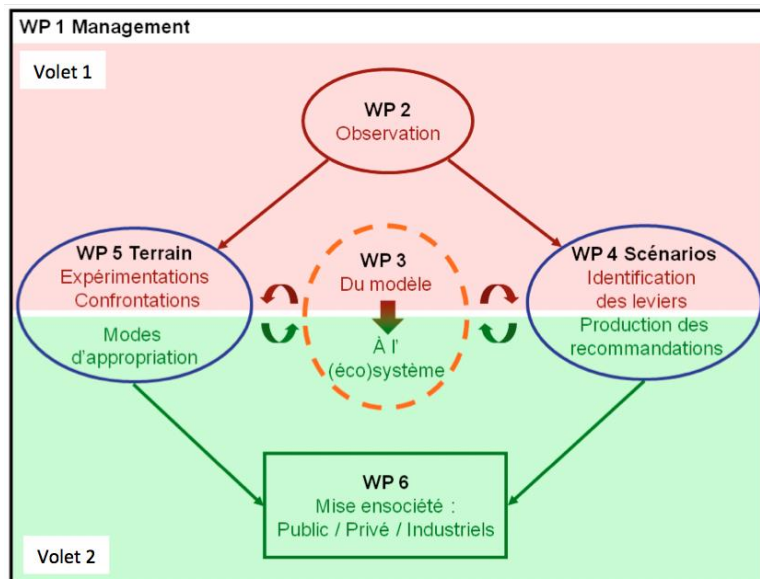 WP 1 Management
Volet 1
WP 2
Observation
WP 5 Terrain
Expérimentations
Confrontations
Modes
d'appropriation
WP 3
Du modèle
À l'
(éco)système
WP 4 Scénarios
Identification
des leviers
Production des
recommandations
WP 6
Mise ensociété :
Public / Privé / Industriels
Volet 2